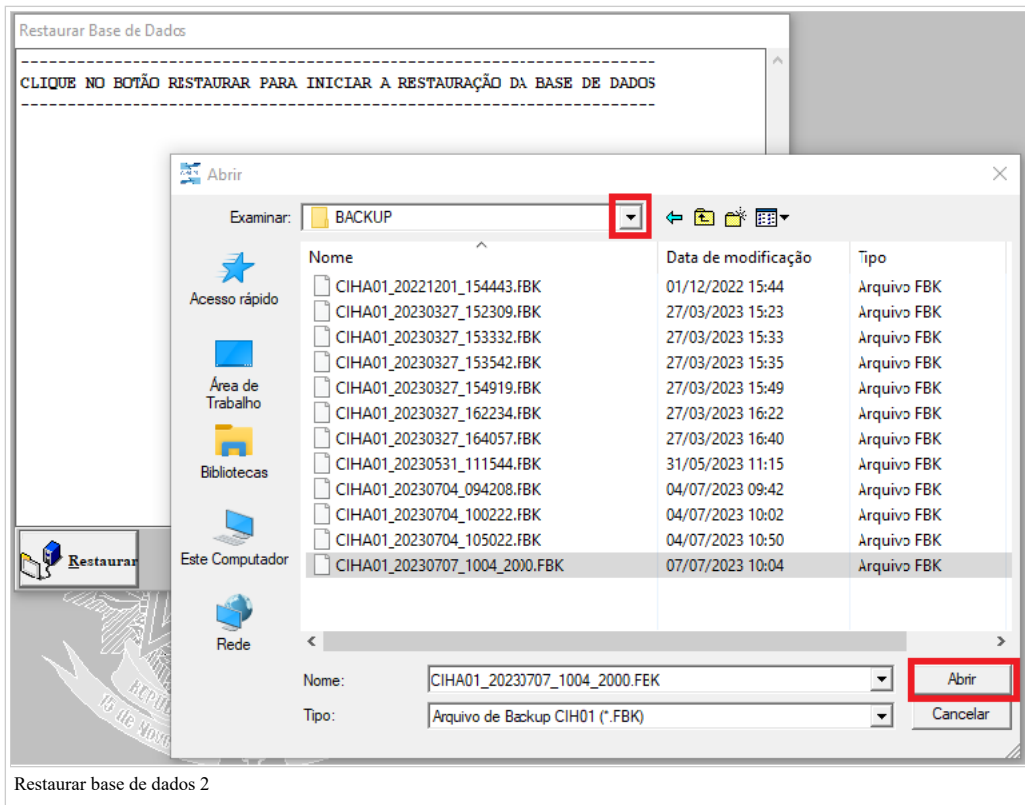 Restaurar Base de Dados
CLIQUE NO BOTÃO RESTAURAR PARA INICIAR A RESTAURAÇÃO DA BASE DE DADOS
Abrir
Examinar: BACKUP
Nome Data de modificação Tipo
CIHA01_20221201_154443.FBK 01/12/2022 15:44 Arquivo FBK
CIHA01_20230327_152309.FBK 27/03/2023 15:23 Arquivo FBK
CIHA01_20230327_153332.FBK 27/03/2023 15:33 Arquivo FBK
CIHA01_20230327_153542.FBK 27/03/2023 15:35 Arquivo FBK
CIHA01_20230327_154919.FBK 27/03/2023 15:49 Arquivo FBK
CIHA01_20230327_162234.FBK 27/03/2023 16:22 Arquivo FBK
CIHA01_20230327_164057.FBK 27/03/2023 16:40 Arquivo FBK
CIHA01_20230531_111544.FBK 31/05/2023 11:15 Arquivo FBK
CIHA01_20230704_094208.FBK 04/07/2023 09:42 Arquivo FBK
CIHA01_20230704_100222.FBK 04/07/2023 10:02 Arquivo FBK
CIHA01_20230704_105022.FBK 04/07/2023 10:50 Arquivo FBK
CIHA01_20230707_1004_2000.FBK 07/07/2023 10:04 Arquivo FBK
Acesso rápido
Área de
Trabalho
Bibliotecas
Este Computador
Rede
Restaurar
Nome: CIHA01_20230707_1004_2000.FBK Abrir
Tipo: Arquivo de Backup CIH01 (*.FBK) Cancelar
15 de
Restaurar base de dados 2